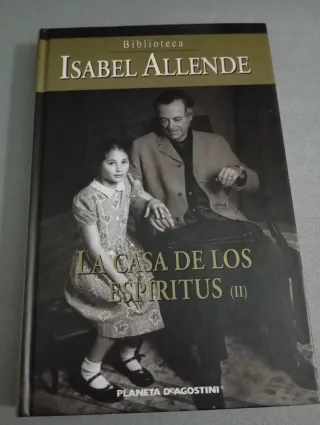 Biblioteca
ISABEL ALLENDE
LA CASA DE LOS
ESPÍRITUS (II)
PLANETA DEAGOSTINI